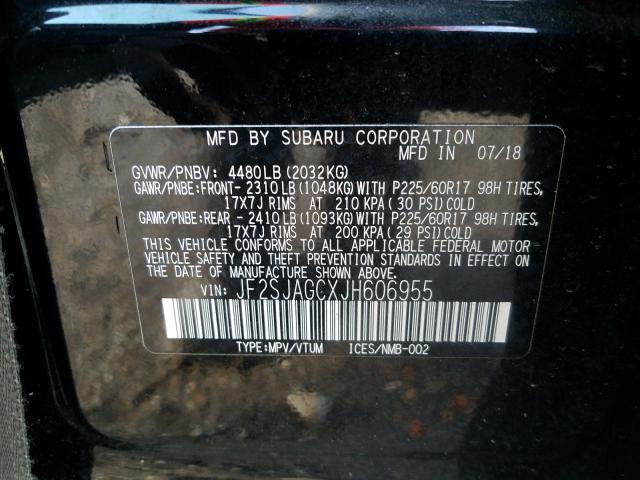 MFD BY SUBARU CORPORATION
MFD IN 07/18
GVWR/PNBV: 4480LB(2032KG)
GAWR/PNBE:FRONT- 2310LB(1048KG)WITH P225/60R17 98H TIRES,
17X7J RIMS AT 210 KPA( 30 PSI)COLD
GAWR/PNBE:REAR - 2410LB(1093KG)WITH P225/60R17 98H TIRES,
17X7J RIMS AT 200 KPA( 29 PSI)COLD
THIS VEHICLE CONFORMS TO ALL APPLICABLE FEDERAL MOTOR
VEHICLE SAFETY AND THEFT PREVENTION STANDARDS IN EFFECT ON
THE DATE OF MANUFACTURE SHOWN ABOVE.
VIN: JF2SJAGCXJH606955
TYPE:MPV/VTUM ICES/NMB-002